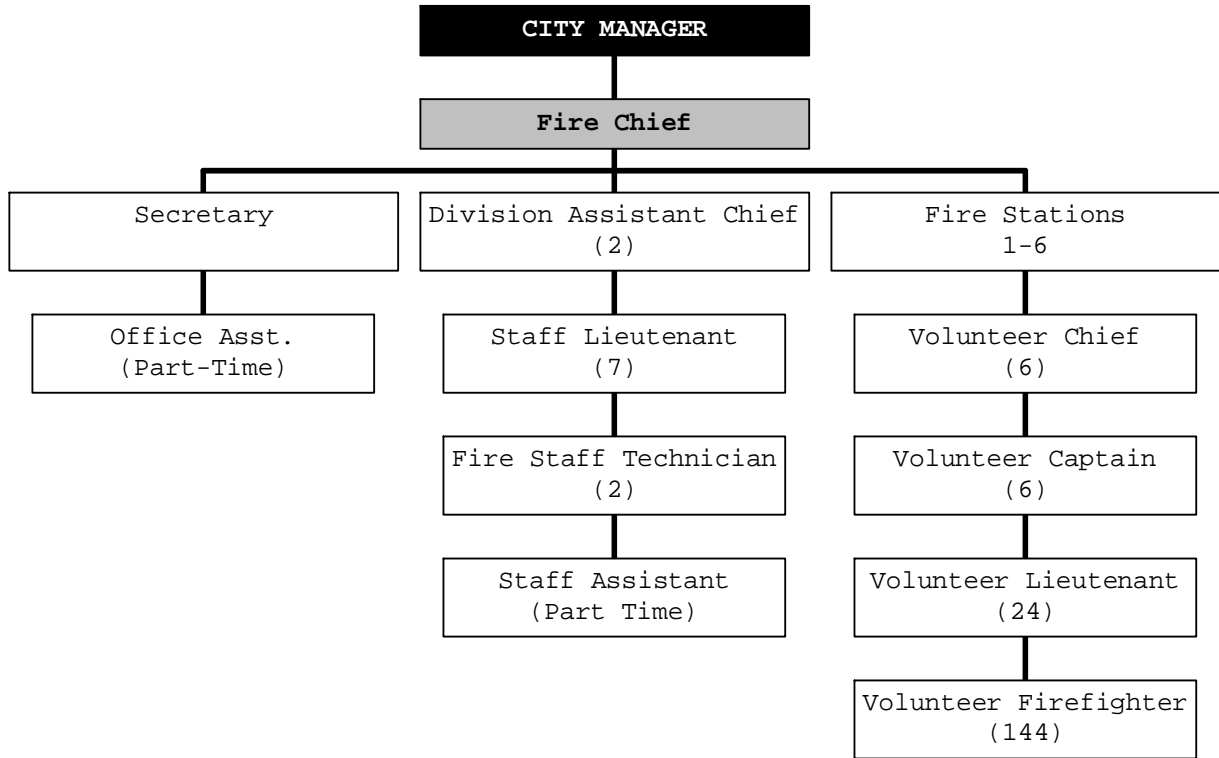 CITY MANAGER
Fire Chief
Secretary
Division Assistant Chief
(2)
Fire Stations
1-6
Office Asst.
(Part-Time)
Staff Lieutenant
(7)
Volunteer Chief
(6)
Fire Staff Technician
(2)
Volunteer Captain
(6)
Staff Assistant
(Part Time)
Volunteer Lieutenant
(24)
Volunteer Firefighter
(144)